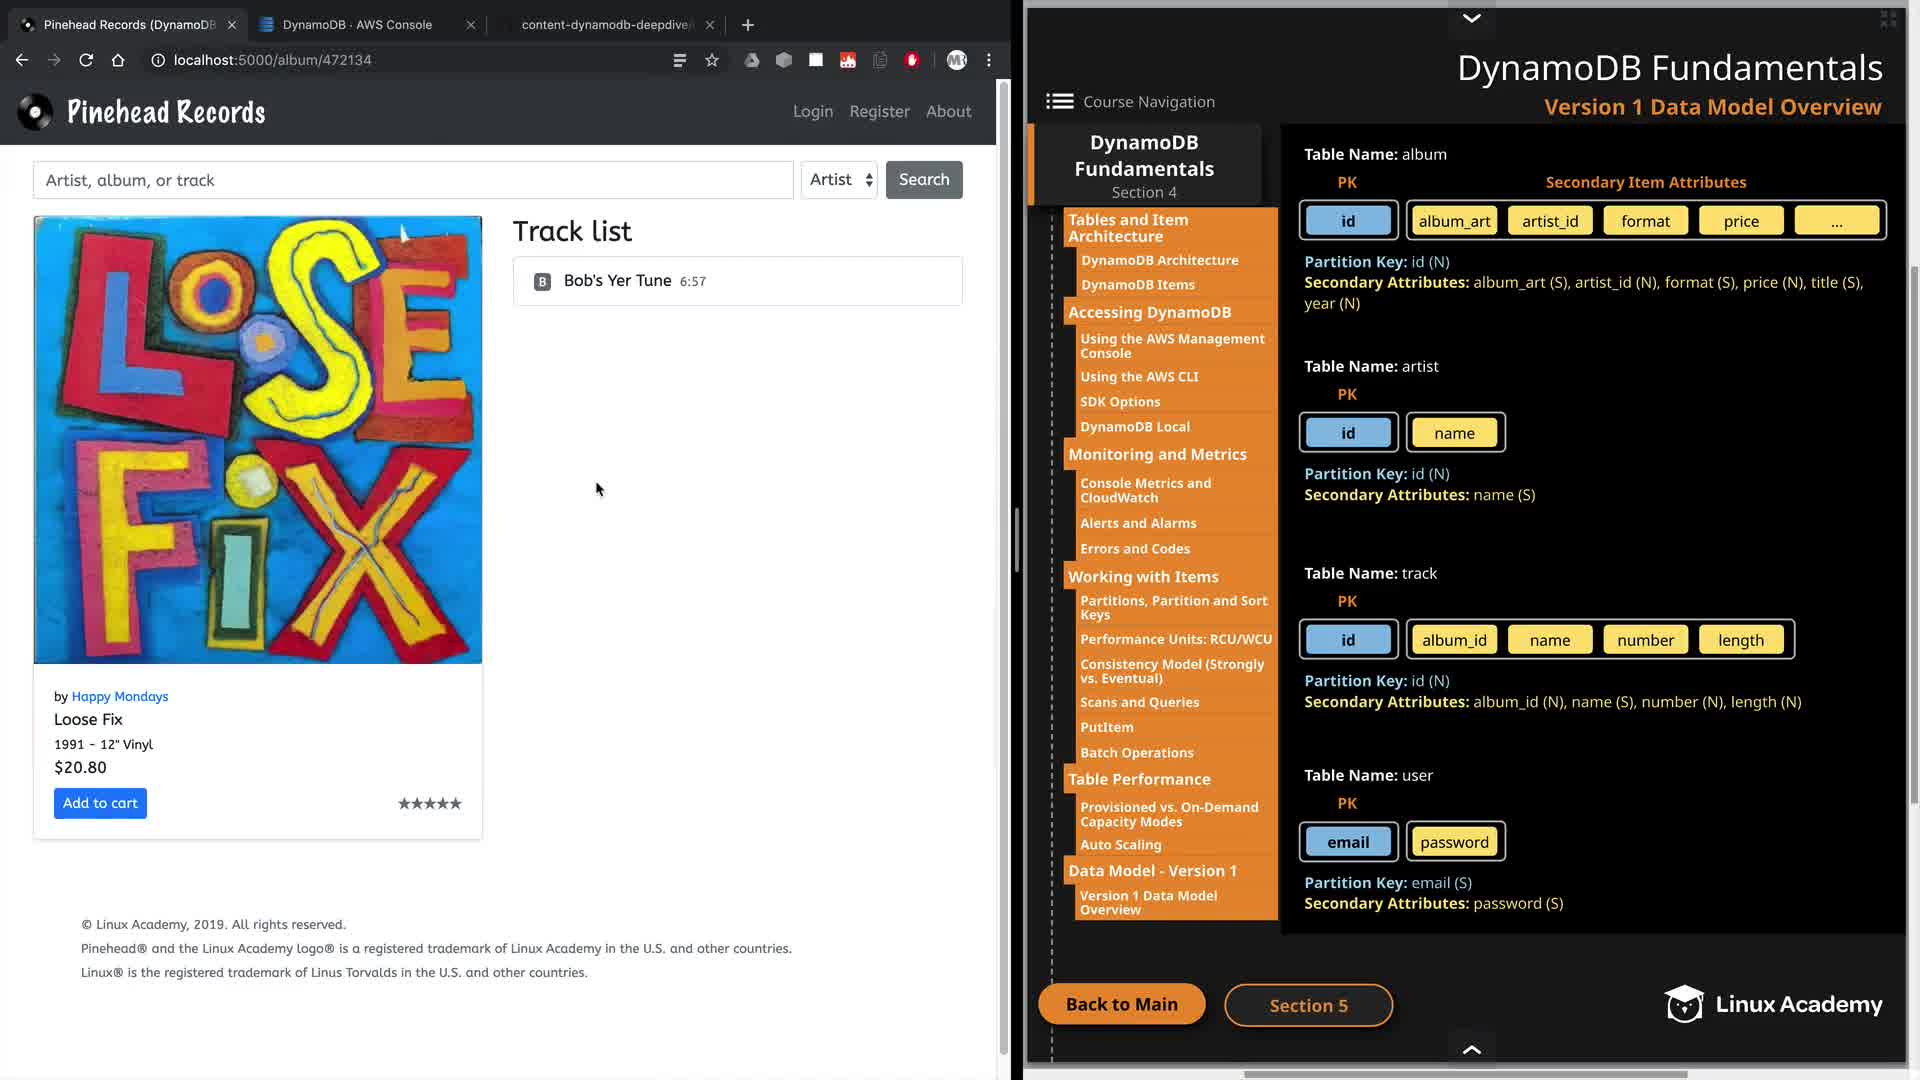 Pinehead Records (DynamoDB
DynamoDB · AWS Console
content-dynamodb-deepdive/
localhost:5000/album/472134
Pinehead Records
Login
Register
About
Artist, album, or track
Artist
Search
LOOSE
FiX
Track list
B
Bob's Yer Tune 6:57
by Happy Mondays
Loose Fix
1991 - 12" Vinyl
$20.80
Add to cart
★★★★★
© Linux Academy, 2019. All rights reserved.
Pinehead® and the Linux Academy logo® is a registered trademark of Linux Academy in the U.S. and other countries.
Linux® is the registered trademark of Linus Torvalds in the U.S. and other countries.
DynamoDB Fundamentals
Version 1 Data Model Overview
Course Navigation
DynamoDB
Fundamentals
Section 4
Tables and Item
Architecture
DynamoDB Architecture
DynamoDB Items
Accessing DynamoDB
Using the AWS Management
Console
Using the AWS CLI
SDK Options
DynamoDB Local
Monitoring and Metrics
Console Metrics and
CloudWatch
Alerts and Alarms
Errors and Codes
Working with Items
Partitions, Partition and Sort
Keys
Performance Units: RCU/WCU
Consistency Model (Strongly
vs. Eventual)
Scans and Queries
PutItem
Batch Operations
Table Performance
Provisioned vs. On-Demand
Capacity Modes
Auto Scaling
Data Model - Version 1
Version 1 Data Model
Overview
Table Name: album
PK
Secondary Item Attributes
id
album_art
artist_id
format
price
...
Partition Key: id (N)
Secondary Attributes: album_art (S), artist_id (N), format (S), price (N), title (S),
year (N)
Table Name: artist
PK
id
name
Partition Key: id (N)
Secondary Attributes: name (S)
Table Name: track
PK
id
album_id
name
number
length
Partition Key: id (N)
Secondary Attributes: album_id (N), name (S), number (N), length (N)
Table Name: user
PK
email
password
Partition Key: email (S)
Secondary Attributes: password (S)
Back to Main
Section 5
Linux Academy